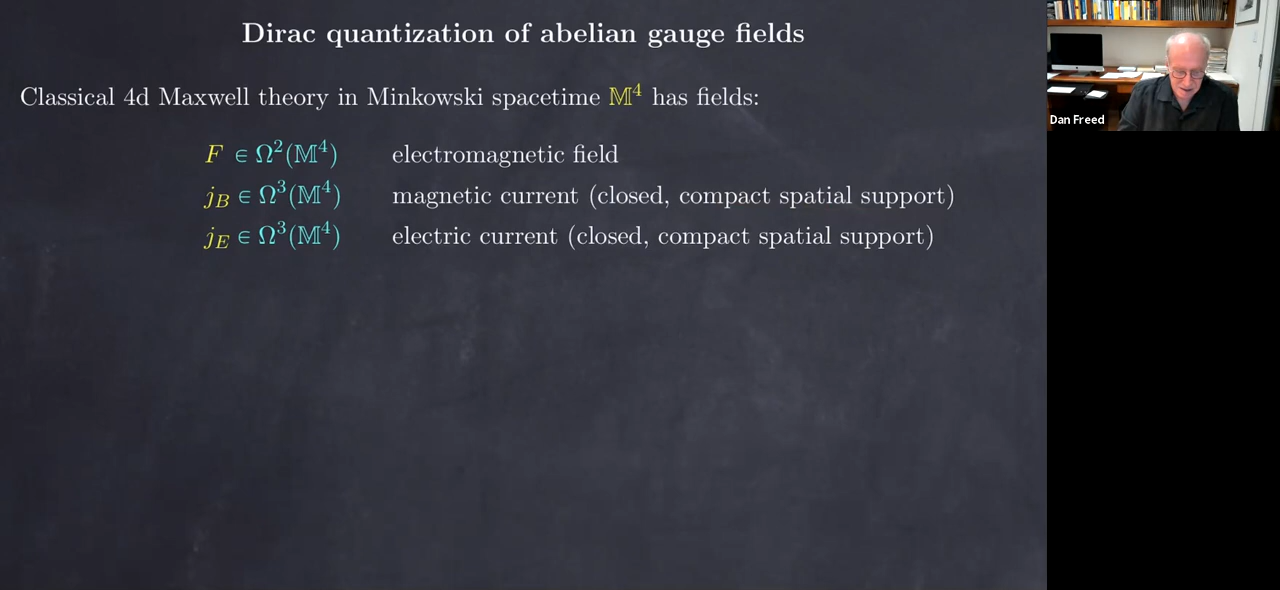 Dirac quantization of abelian gauge fields
Classical 4d Maxwell theory in Minkowski spacetime 𝕄⁴ has fields:
F ∈ Ω²(𝕄⁴) electromagnetic field
j_B ∈ Ω³(𝕄⁴) magnetic current (closed, compact spatial support)
j_E ∈ Ω³(𝕄⁴) electric current (closed, compact spatial support)
Dan Freed